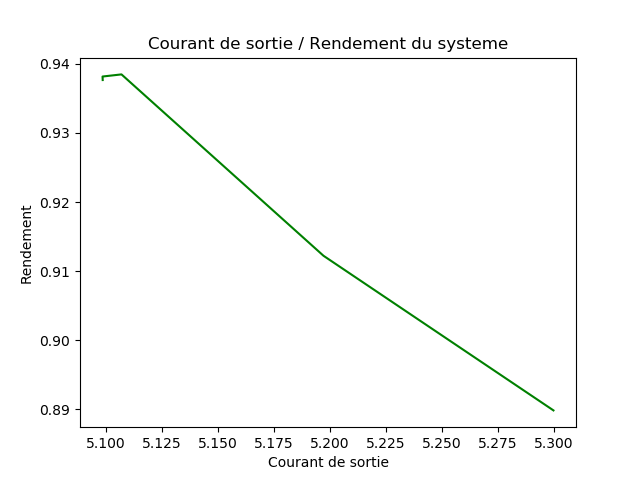 Courant de sortie / Rendement du systeme
0.94
0.93
0.92
0.91
0.90
0.89
Rendement
5.100 5.125 5.150 5.175 5.200 5.225 5.250 5.275 5.300
Courant de sortie